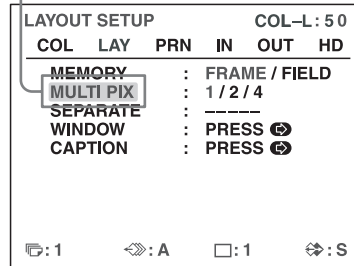 LAYOUT SETUP COL–L:50
COL LAY PRN IN OUT HD
MEMORY : FRAME / FIELD
MULTI PIX : 1 / 2 / 4
SEPARATE : –––––
WINDOW : PRESS
CAPTION : PRESS
:1 :A :1 :S